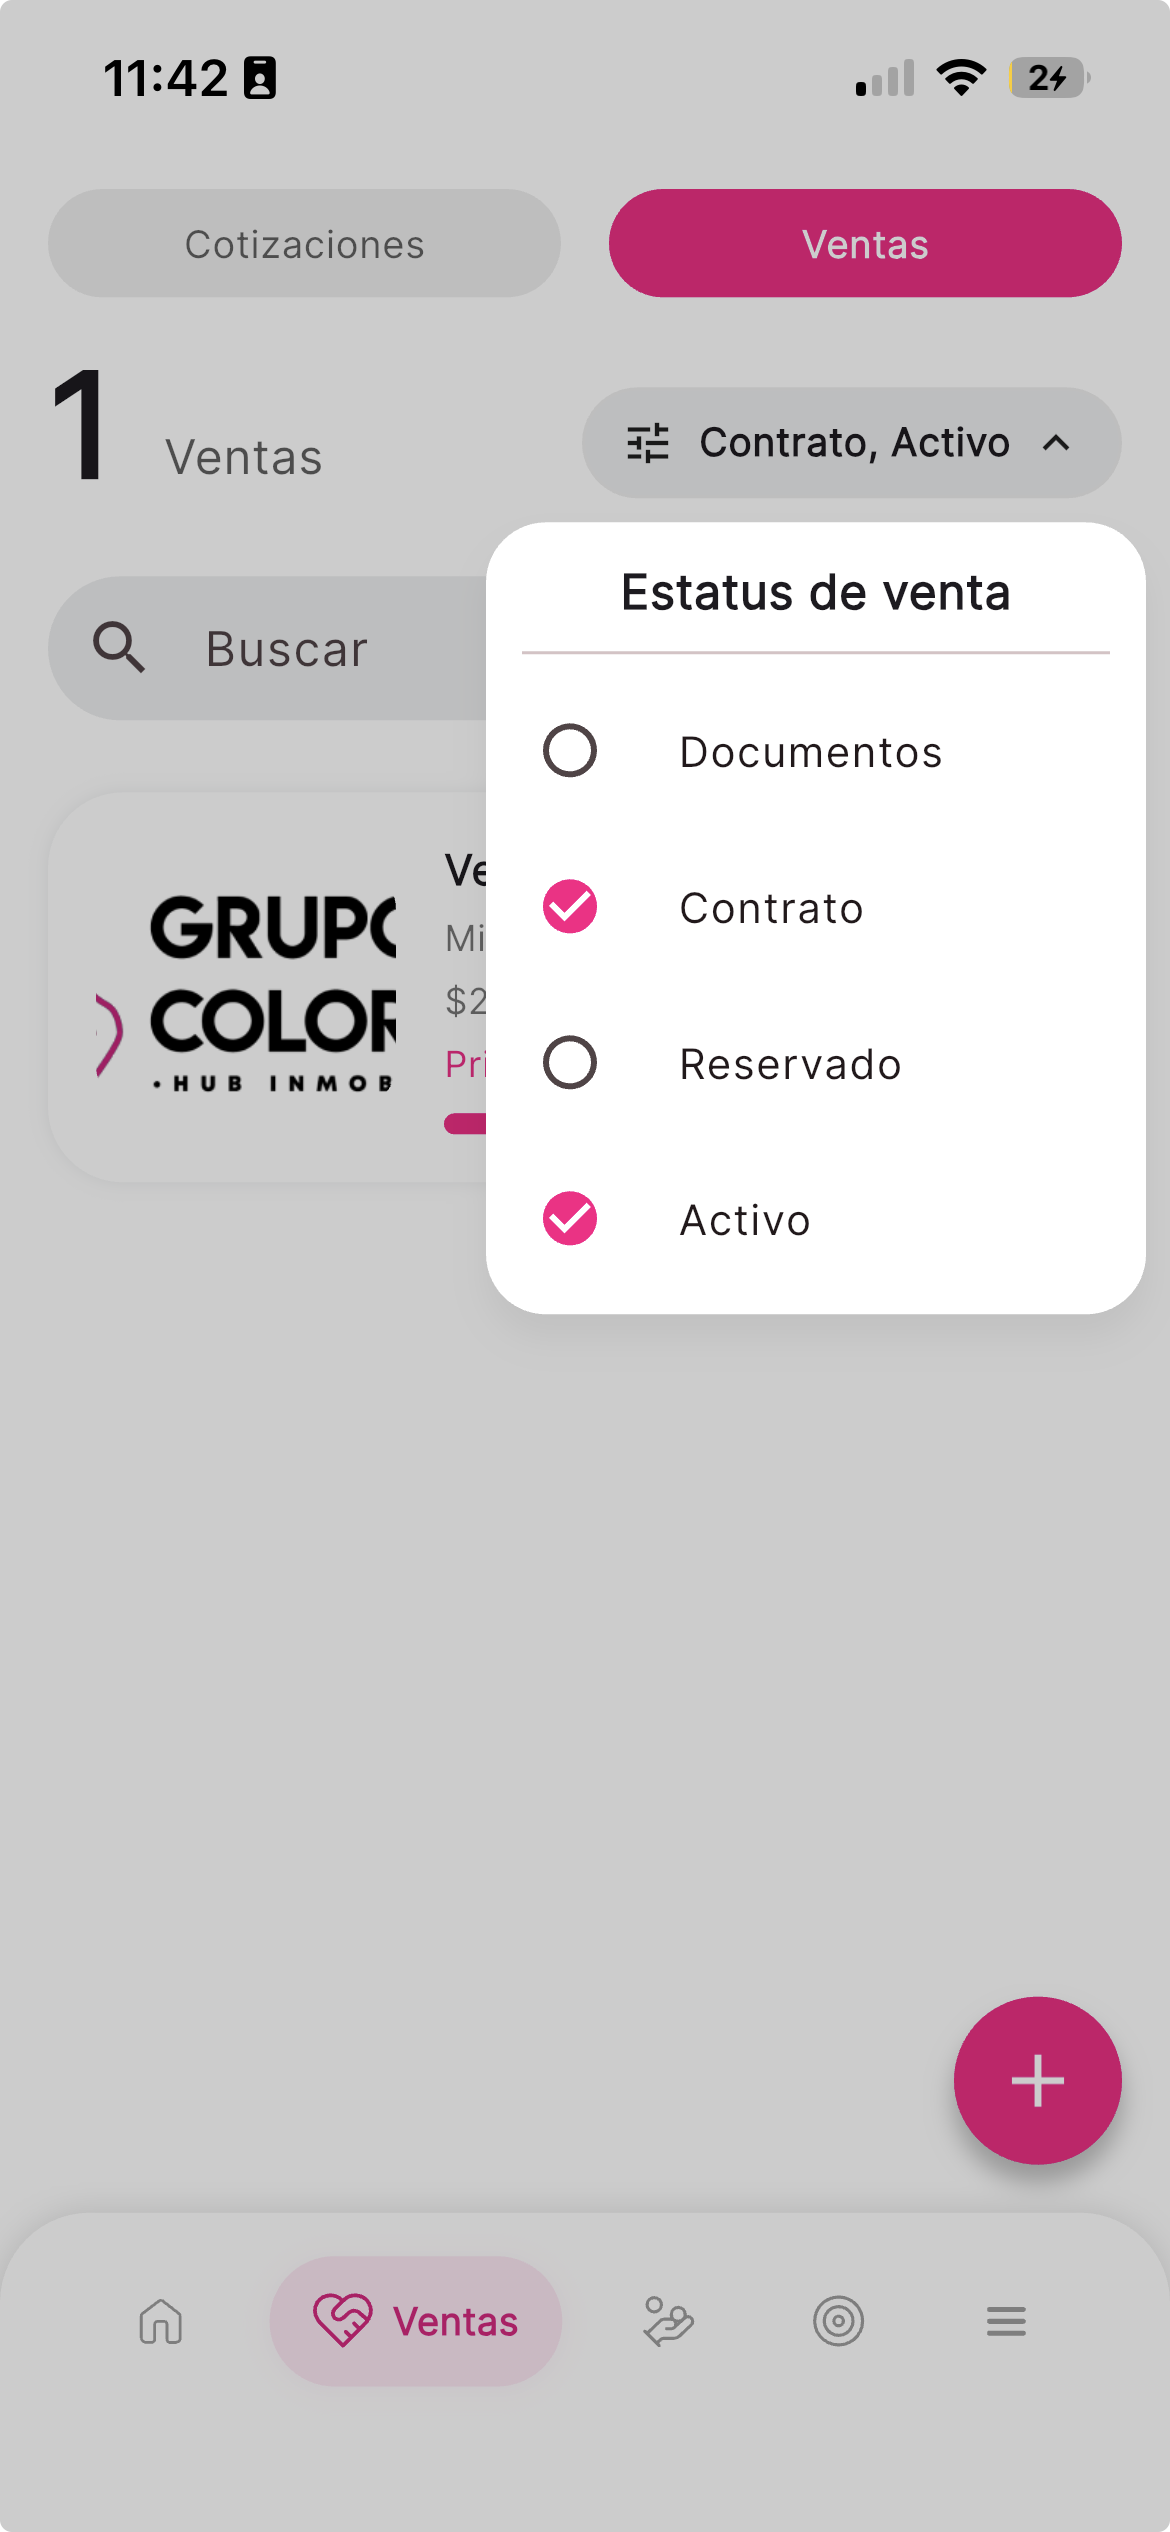 11:42
2
Cotizaciones
Ventas
1 Ventas
Contrato, Activo
Estatus de venta
Buscar
Documentos
Contrato
Reservado
Activo
GRUPO
COLOR
• HUB INMOB
Ve
Mi
$2
Pri
Ventas